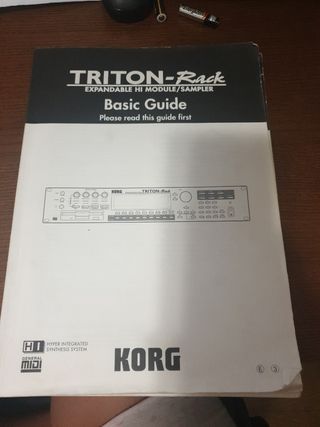 TRITON-Rack
EXPANDABLE HI MODULE/SAMPLER
Basic Guide
Please read this guide first
KORG
TRITON-Rack
HI
HYPER INTEGRATED
SYNTHESIS SYSTEM
GENERAL
MIDI
KORG
E